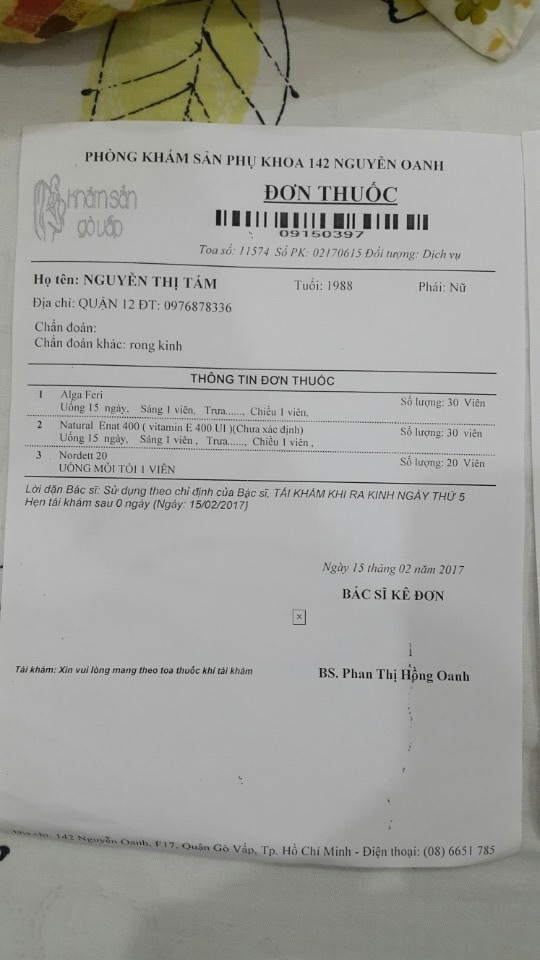 PHÒNG KHÁM SẢN PHỤ KHOA 142 NGUYỄN OANH
khám sản
gò vấp
ĐƠN THUỐC
09150397
Toa số: 11574 Số PK: 02170615 Đối tượng: Dịch vụ
Họ tên: NGUYỄN THỊ TÁM Tuổi: 1988 Phái: Nữ
Địa chỉ: QUẬN 12 ĐT: 0976878336
Chẩn đoán:
Chẩn đoán khác: rong kinh
THÔNG TIN ĐƠN THUỐC
1 Alga Feri Số lượng: 30 Viên
Uống 15 ngày, Sáng 1 viên, Trưa......, Chiều 1 viên,
2 Natural Enat 400 ( vitamin E 400 UI )(Chưa xác định) Số lượng: 30 viên
Uống 15 ngày, Sáng 1 viên , Trưa......, Chiều 1 viên ,
3 Nordett 20 Số lượng: 20 Viên
UỐNG MỖI TỐI 1 VIÊN
Lời dặn Bác sĩ: Sử dụng theo chỉ định của Bác sĩ, TÁI KHÁM KHI RA KINH NGÀY THỨ 5
Hẹn tái khám sau 0 ngày (Ngày: 15/02/2017)
Ngày 15 tháng 02 năm 2017
BÁC SĨ KÊ ĐƠN
Tái khám: Xin vui lòng mang theo toa thuốc khi tái khám
BS. Phan Thị Hồng Oanh
Địa chỉ: 142 Nguyễn Oanh, F17, Quận Gò Vấp, Tp. Hồ Chí Minh - Điện thoại: (08) 6651 785